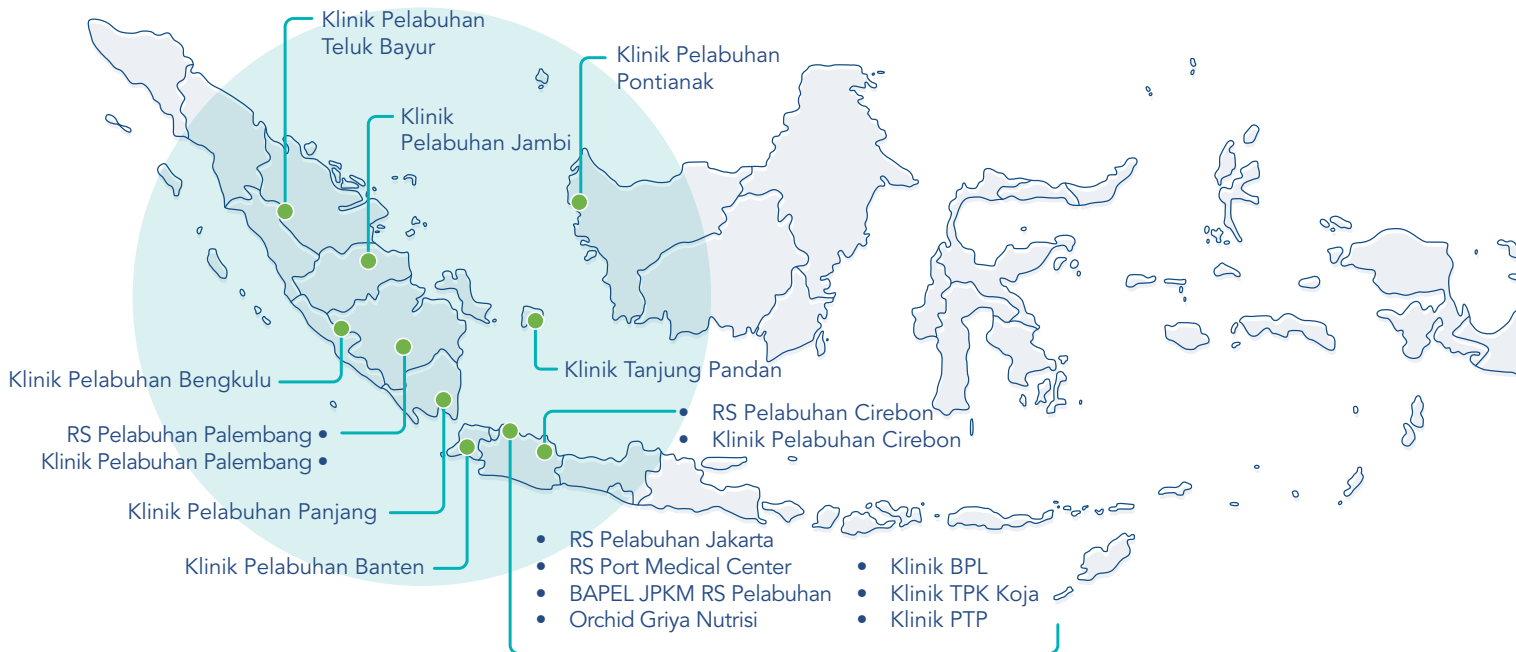 Klinik Pelabuhan
Teluk Bayur
Klinik Pelabuhan
Pontianak
Klinik
Pelabuhan Jambi
Klinik Pelabuhan Bengkulu
Klinik Tanjung Pandan
• RS Pelabuhan Cirebon
• Klinik Pelabuhan Cirebon
RS Pelabuhan Palembang •
Klinik Pelabuhan Palembang •
Klinik Pelabuhan Panjang
Klinik Pelabuhan Banten
• RS Pelabuhan Jakarta
• RS Port Medical Center
• BAPEL JPKM RS Pelabuhan
• Orchid Griya Nutrisi
• Klinik BPL
• Klinik TPK Koja
• Klinik PTP